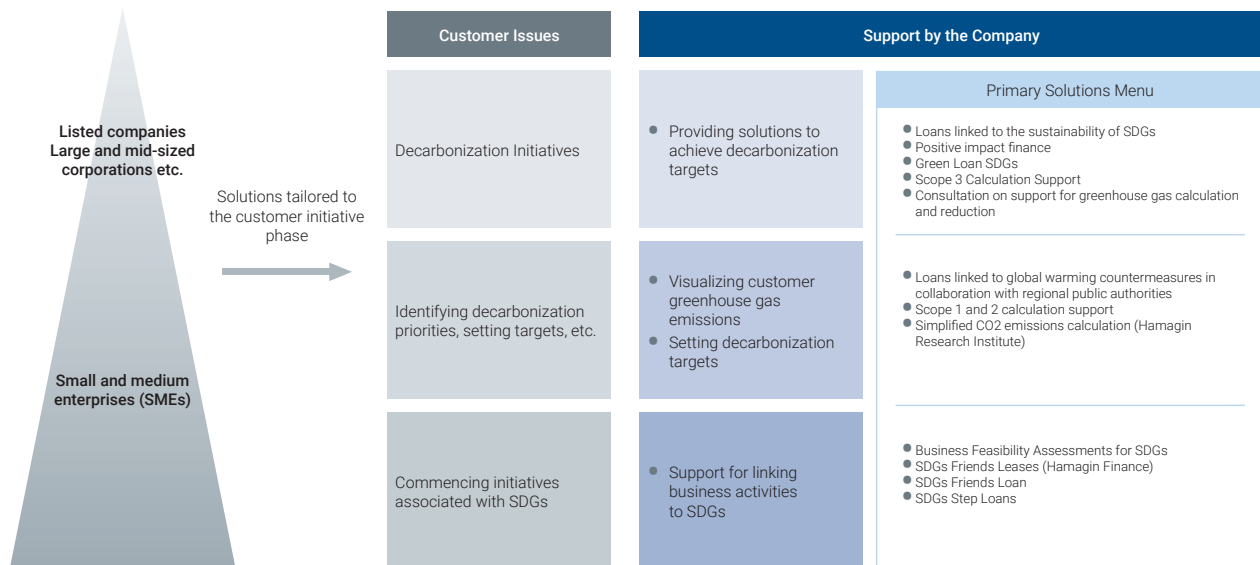 Customer Issues
Support by the Company
Primary Solutions Menu
Listed companies
Large and mid-sized
corporations etc.
Small and medium
enterprises (SMEs)
Solutions tailored to
the customer initiative
phase
Decarbonization Initiatives
● Providing solutions to
achieve decarbonization
targets
● Loans linked to the sustainability of SDGs
● Positive impact finance
● Green Loan SDGs
● Scope 3 Calculation Support
● Consultation on support for greenhouse gas calculation
and reduction
Identifying decarbonization
priorities, setting targets, etc.
● Visualizing customer
greenhouse gas
emissions
● Setting decarbonization
targets
● Loans linked to global warming countermeasures in
collaboration with regional public authorities
● Scope 1 and 2 calculation support
● Simplified CO2 emissions calculation (Hamagin
Research Institute)
Commencing initiatives
associated with SDGs
● Support for linking
business activities
to SDGs
● Business Feasibility Assessments for SDGs
● SDGs Friends Leases (Hamagin Finance)
● SDGs Friends Loan
● SDGs Step Loans